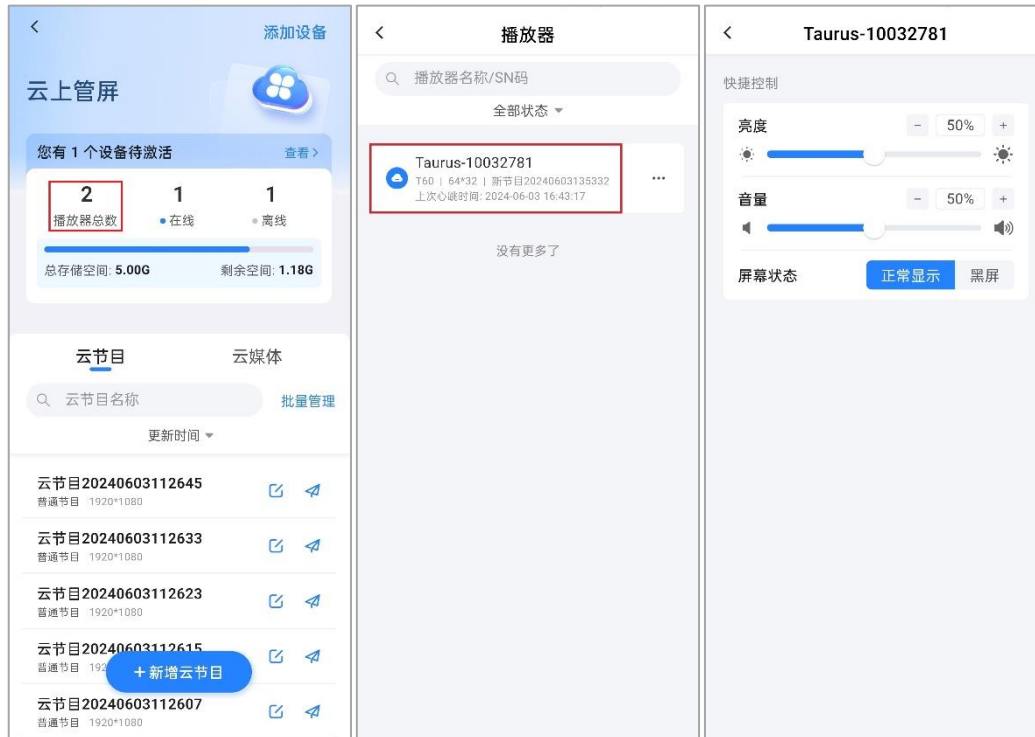 添加设备
云上管屏
您有 1 个设备待激活 查看 >
2 1 1
播放器总数 在线 离线
总存储空间: 5.00G 剩余空间: 1.18G
云节目 云媒体
云节目名称 批量管理
更新时间
云节目20240603112645
普通节目 1920*1080
云节目20240603112633
普通节目 1920*1080
云节目20240603112623
普通节目 1920*1080
云节目20240603112615
普通节目 192
+ 新增云节目
云节目20240603112607
普通节目 1920*1080
播放器
播放器名称/SN码
全部状态
Taurus-10032781
T60 | 64*32 | 新节目20240603135332
上次心跳时间: 2024-06-03 16:43:17
没有更多了
Taurus-10032781
快捷控制
亮度 - 50% +
音量 - 50% +
屏幕状态 正常显示 黑屏